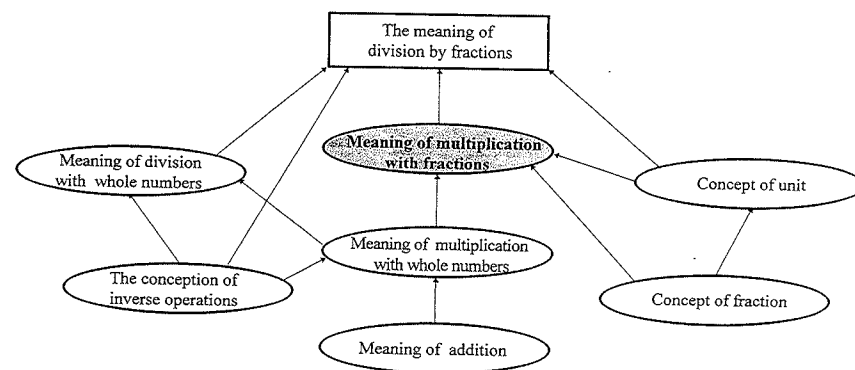 The meaning of
division by fractions
Meaning of multiplication
with fractions
Meaning of division
with whole numbers
Concept of unit
Meaning of multiplication
with whole numbers
The conception of
inverse operations
Concept of fraction
Meaning of addition